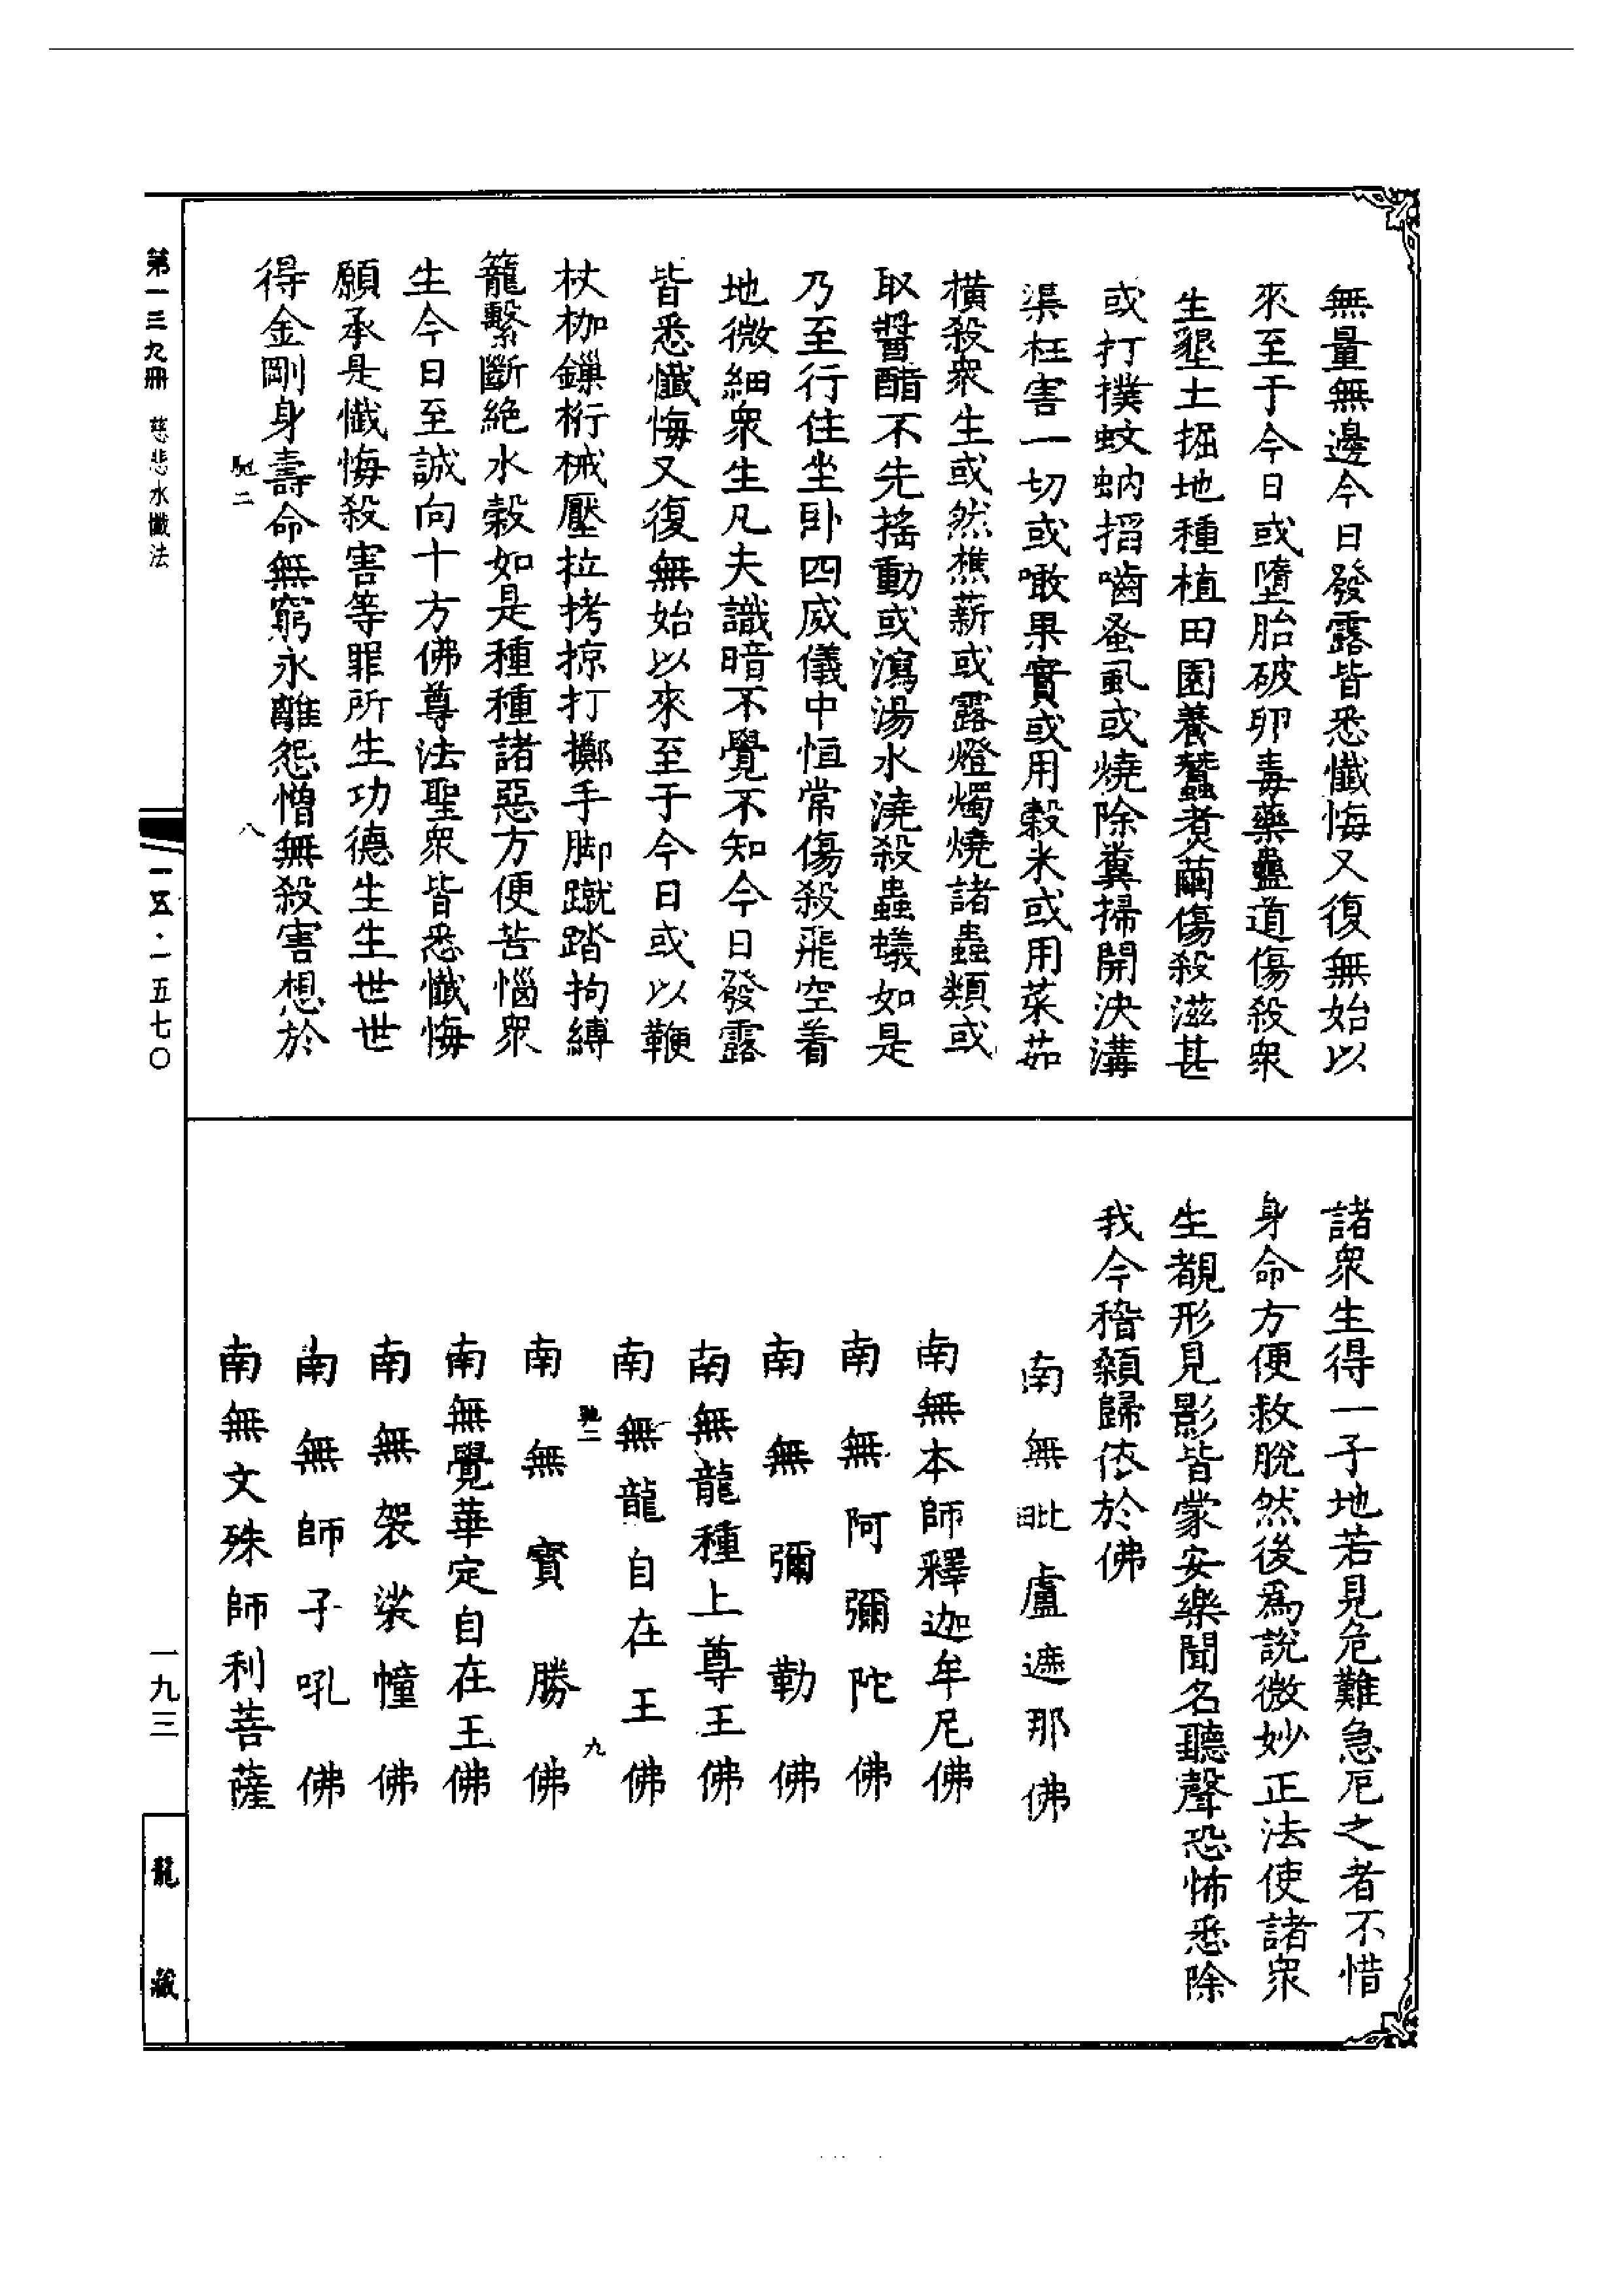 無量無邊今日發露皆悉懺悔又復無始以
來至于今日或墮胎破卵毒藥蠱道傷殺衆
生墾土掘地種植田園養蠶煑繭傷殺滋甚
或打撲蚊蚋搯嚙蚤虱或燒除糞掃開決溝
渠枉害一切或噉果實或用穀米或用菜茹
橫殺衆生或然樵薪或露燈燭燒諸蟲類或
取醬醋不先搖動或瀉湯水澆殺蟲蟻如是
乃至行住坐卧四威儀中恒常傷殺飛空着
地微細衆生凡夫識暗不覺不知今日發露
皆悉懺悔又復無始以來至于今日或以鞭
杖枷鏁桁械壓拉拷掠打擲手脚蹴踏拘縛
籠繫斷絶水穀如是種種諸惡方便苦惱衆
生今日至誠向十方佛尊法聖衆皆悉懺悔
願承是懺悔殺害等罪所生功德生生世世
得金剛身壽命無窮永離怨憎無殺害想於
馳二 八
諸衆生得一子地若見危難急厄之者不惜
身命方便救脫然後爲說微妙正法使諸衆
生覩形見影皆蒙安樂聞名聽聲恐怖悉除
我今稽顙歸依於佛
南無毗盧遮那佛
南無本師釋迦牟尼佛
南無阿彌陀佛
南無彌勒佛
南無龍種上尊王佛
南無龍自在王佛
馳二 九
南無寶勝佛
南無覺華定自在王佛
南無袈裟幢佛
南無師子吼佛
南無文殊師利菩薩
第一三九冊 慈悲水懺法
一五·一五七〇
一九三
龍藏